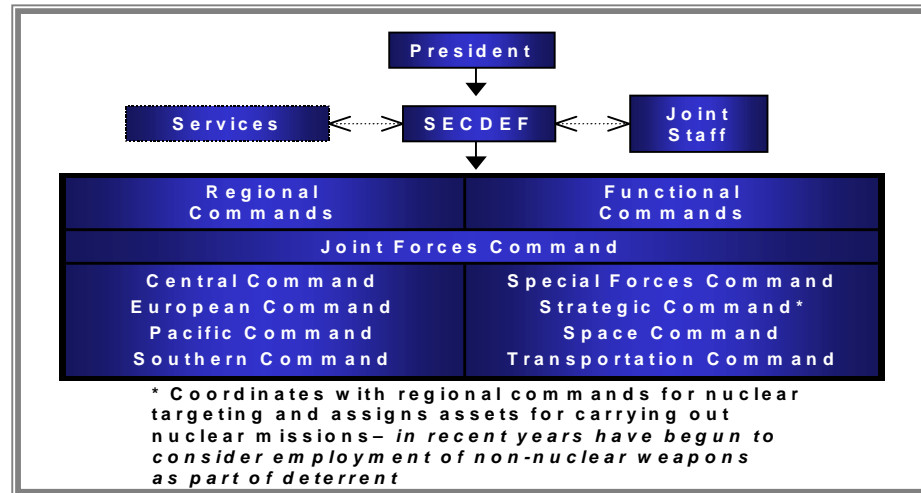 President
Services
SECDEF
Joint
Staff
Regional
Commands
Functional
Commands
Joint Forces Command
Central Command
European Command
Pacific Command
Southern Command
Special Forces Command
Strategic Command*
Space Command
Transportation Command
* Coordinates with regional commands for nuclear
targeting and assigns assets for carrying out
nuclear missions– in recent years have begun to
consider employment of non-nuclear weapons
as part of deterrent